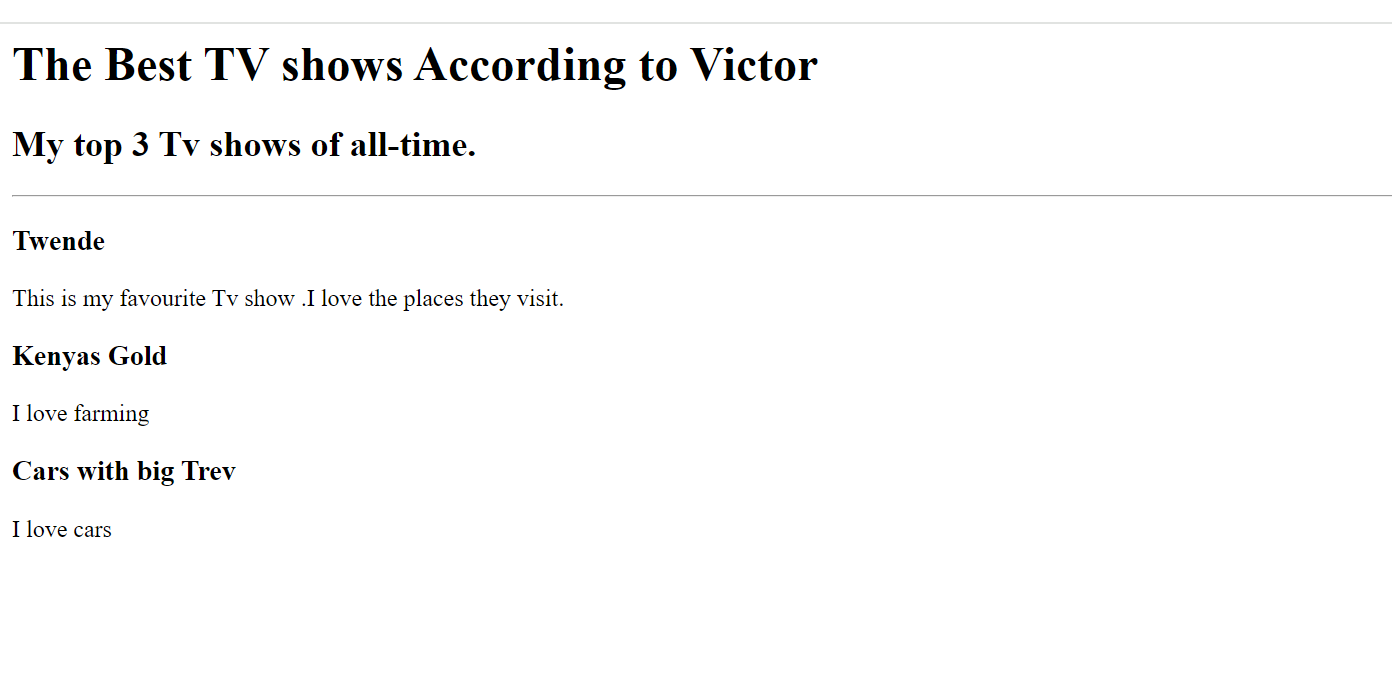 The Best TV shows According to Victor
My top 3 Tv shows of all-time.
Twende
This is my favourite Tv show .I love the places they visit.
Kenyas Gold
I love farming
Cars with big Trev
I love cars